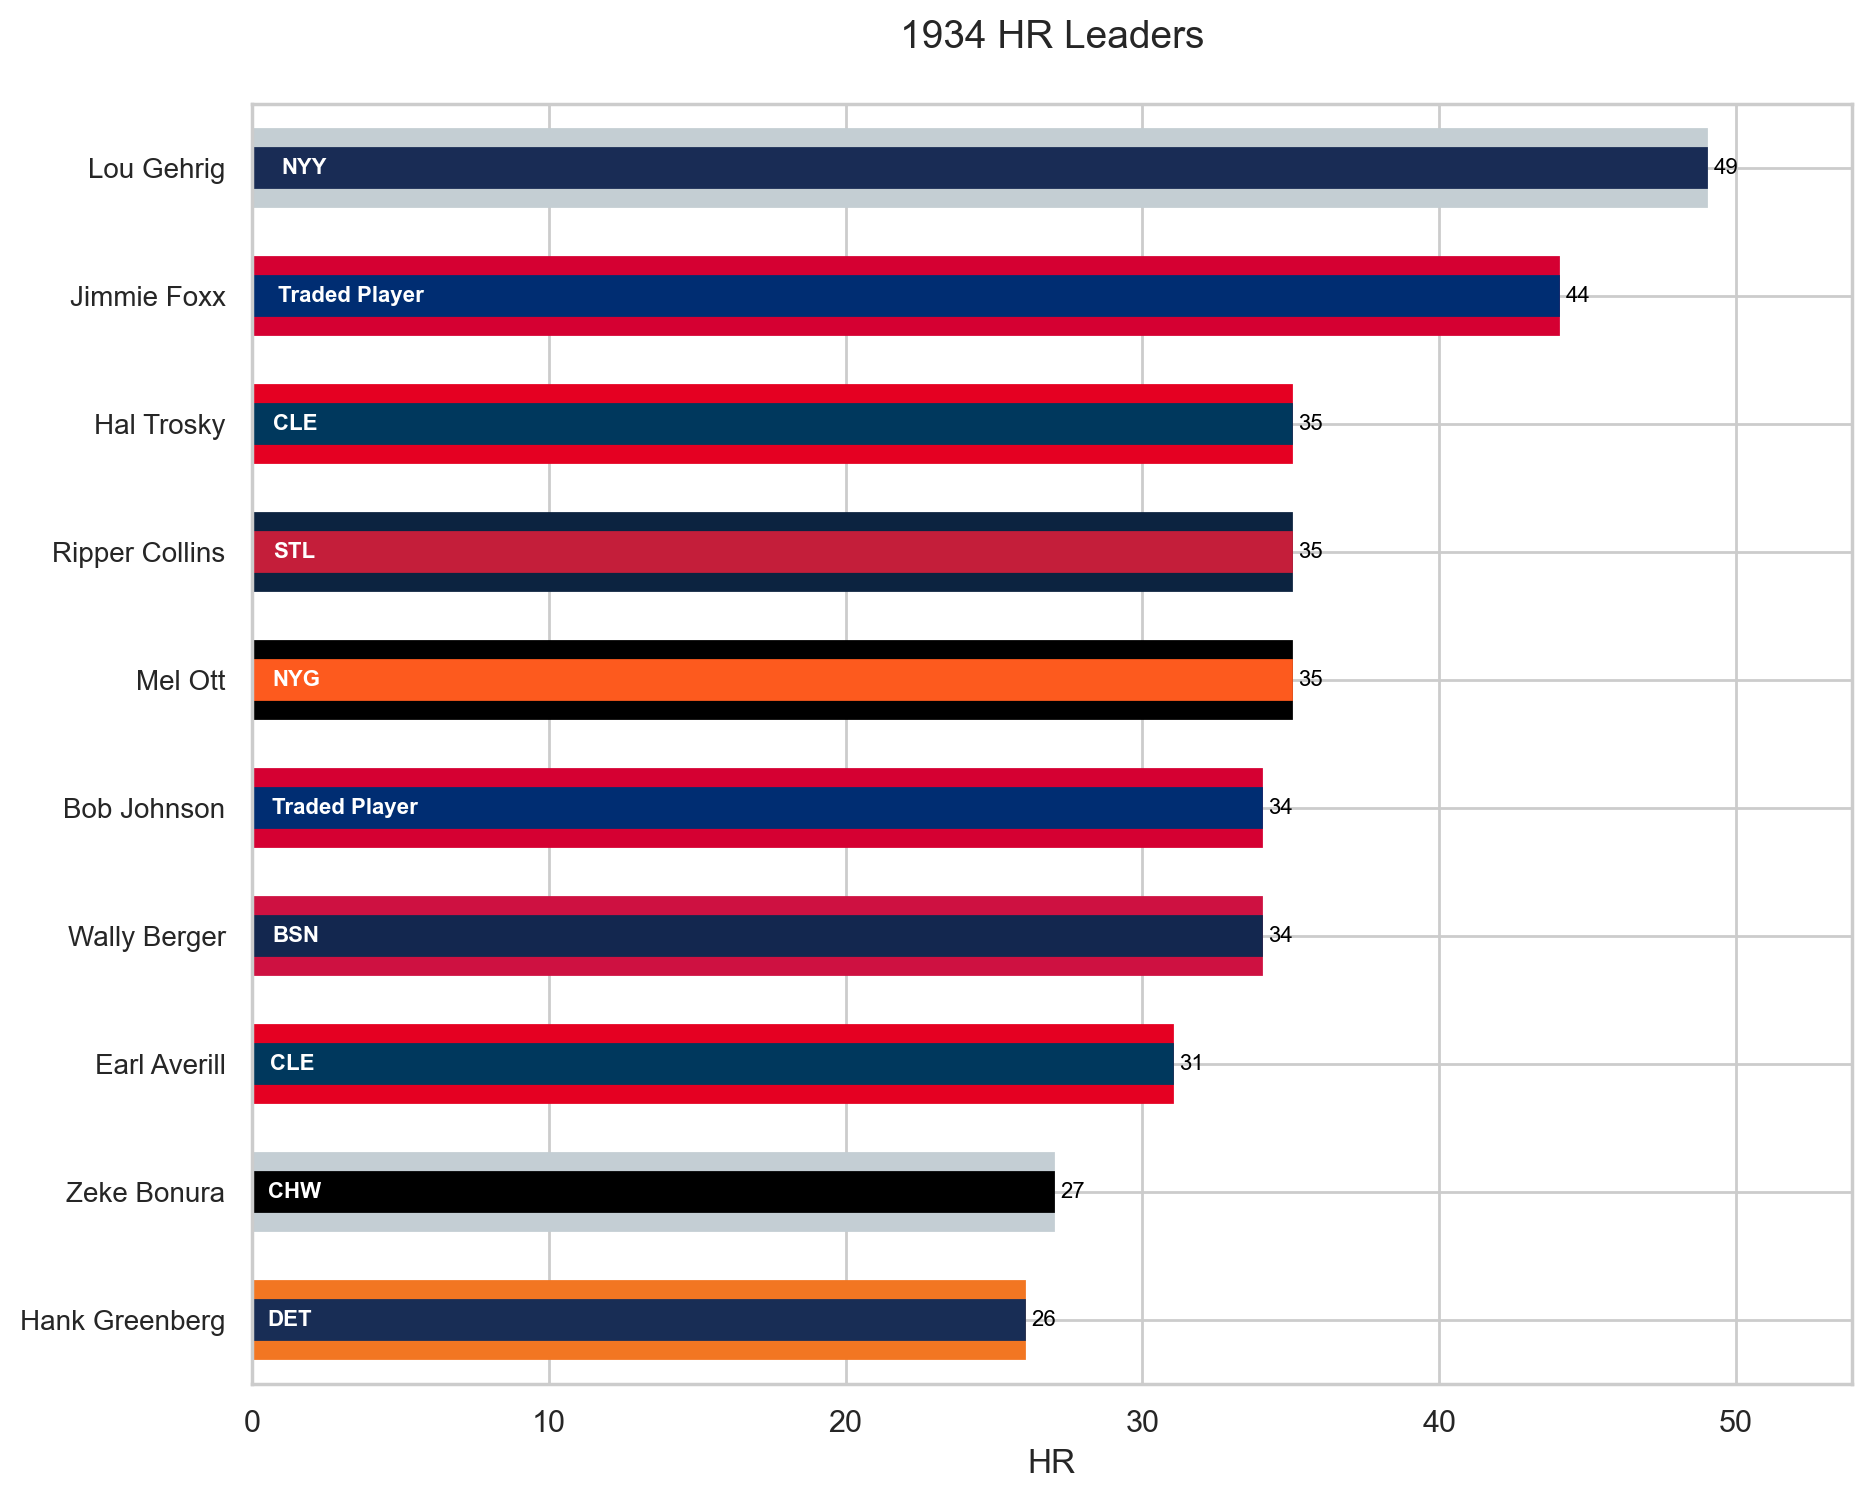 1934 HR Leaders
Lou Gehrig NYY 49
Jimmie Foxx Traded Player 44
Hal Trosky CLE 35
Ripper Collins STL 35
Mel Ott NYG 35
Bob Johnson Traded Player 34
Wally Berger BSN 34
Earl Averill CLE 31
Zeke Bonura CHW 27
Hank Greenberg DET 26
0 10 20 30 40 50
HR